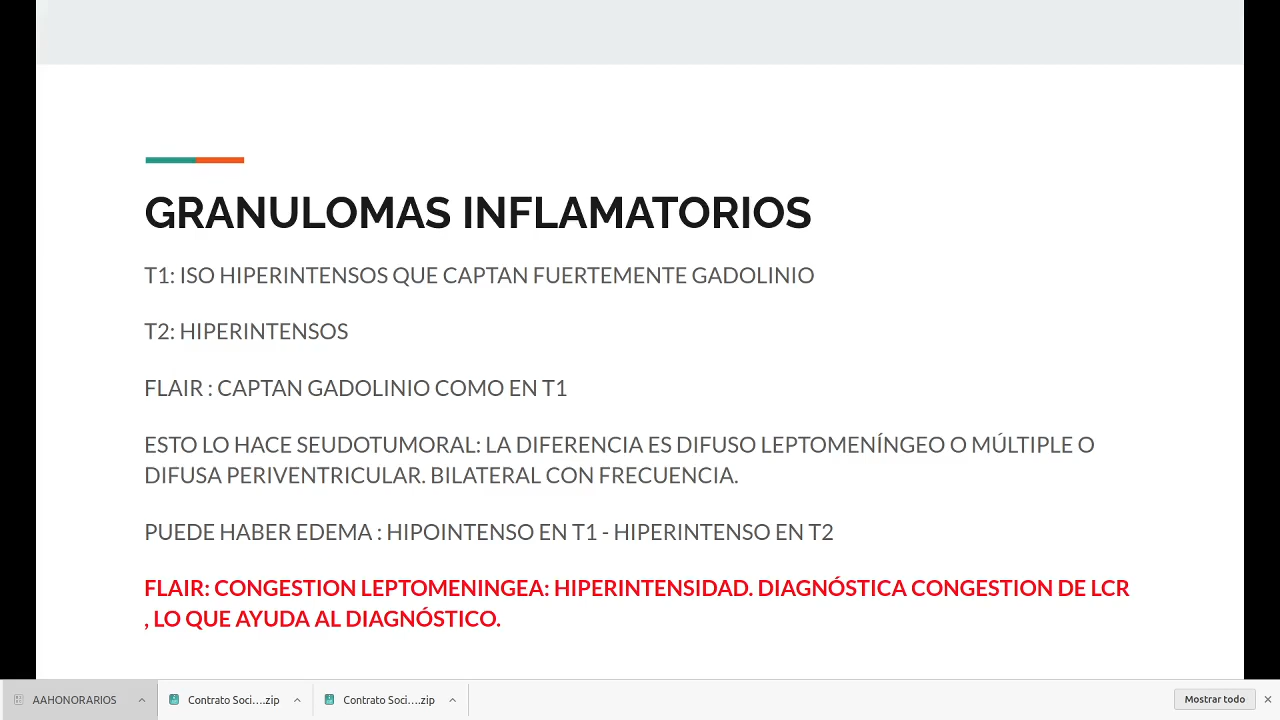 GRANULOMAS INFLAMATORIOS
T1: ISO HIPERINTENSOS QUE CAPTAN FUERTEMENTE GADOLINIO
T2: HIPERINTENSOS
FLAIR : CAPTAN GADOLINIO COMO EN T1
ESTO LO HACE SEUDOTUMORAL: LA DIFERENCIA ES DIFUSO LEPTOMENÍNGEO O MÚLTIPLE O
DIFUSA PERIVENTRICULAR. BILATERAL CON FRECUENCIA.
PUEDE HABER EDEMA : HIPOINTENSO EN T1 - HIPERINTENSO EN T2
FLAIR: CONGESTION LEPTOMENINGEA: HIPERINTENSIDAD. DIAGNÓSTICA CONGESTION DE LCR
, LO QUE AYUDA AL DIAGNÓSTICO.
AAHONORARIOS Contrato Soci....zip Contrato Soci....zip Mostrar todo